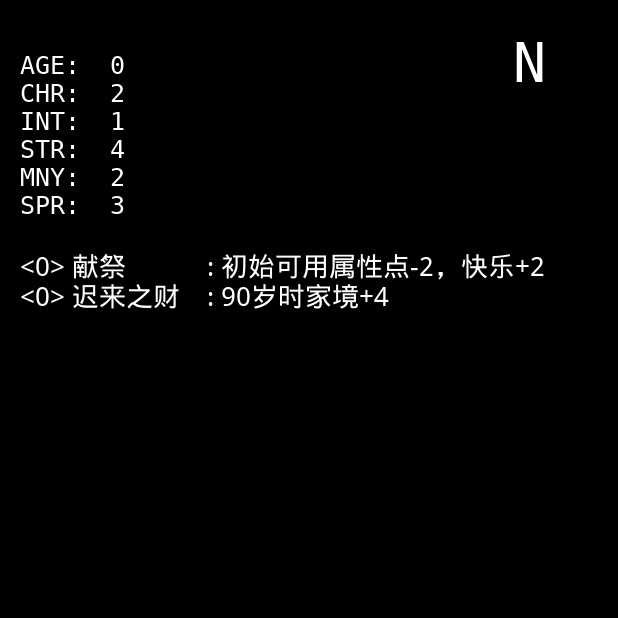 N
AGE: 0
CHR: 2
INT: 1
STR: 4
MNY: 2
SPR: 3
<0> 献祭 : 初始可用属性点-2，快乐+2
<0> 迟来之财 : 90岁时家境+4